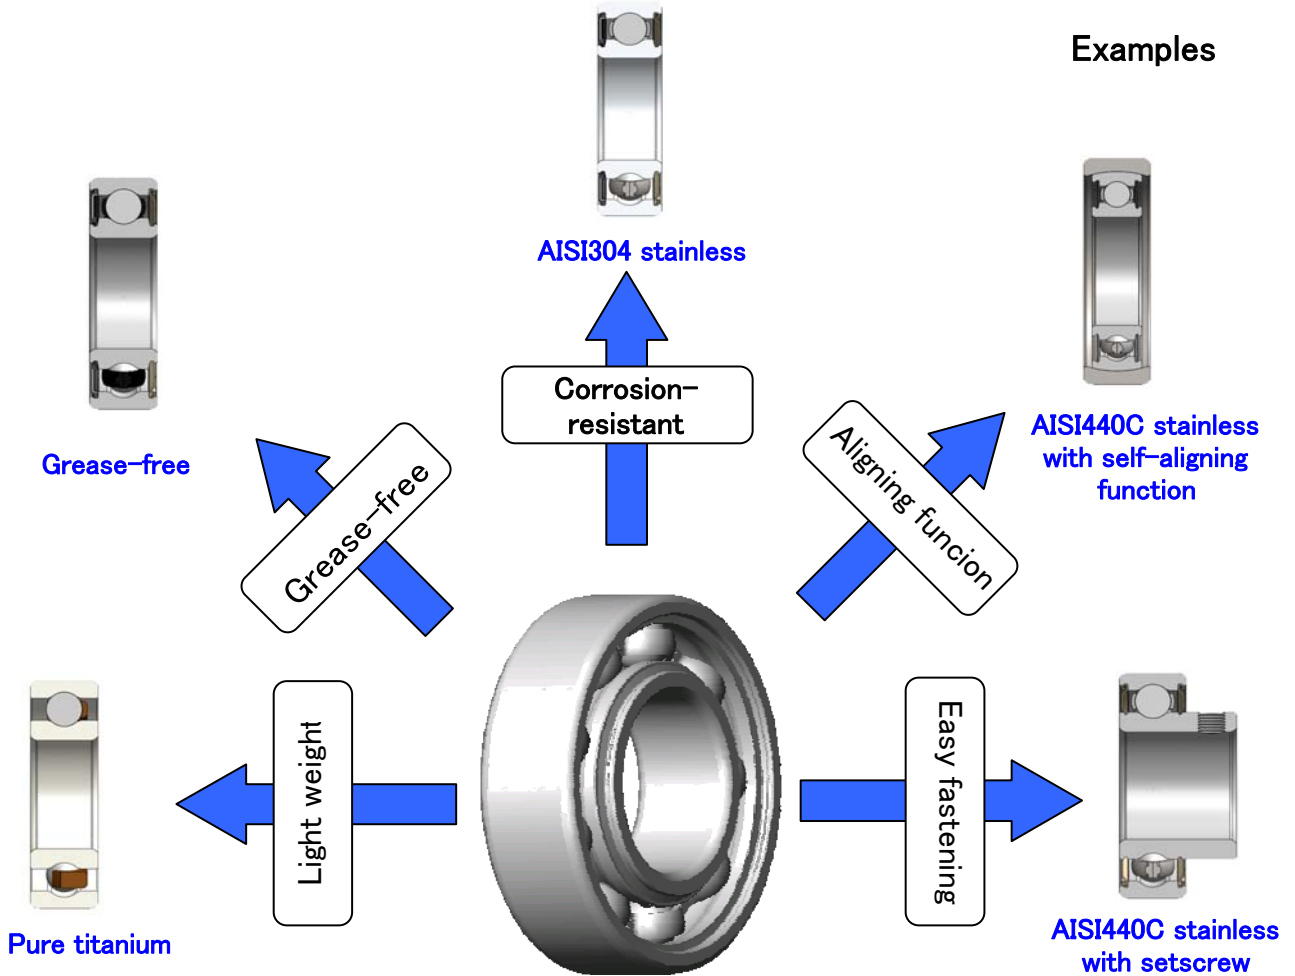 Examples
AISI304 stainless
Corrosion-
resistant
Grease-free
Grease-free
Aligning funcion
AISI440C stainless
with self-aligning
function
Light weight
Pure titanium
Easy fastening
AISI440C stainless
with setscrew